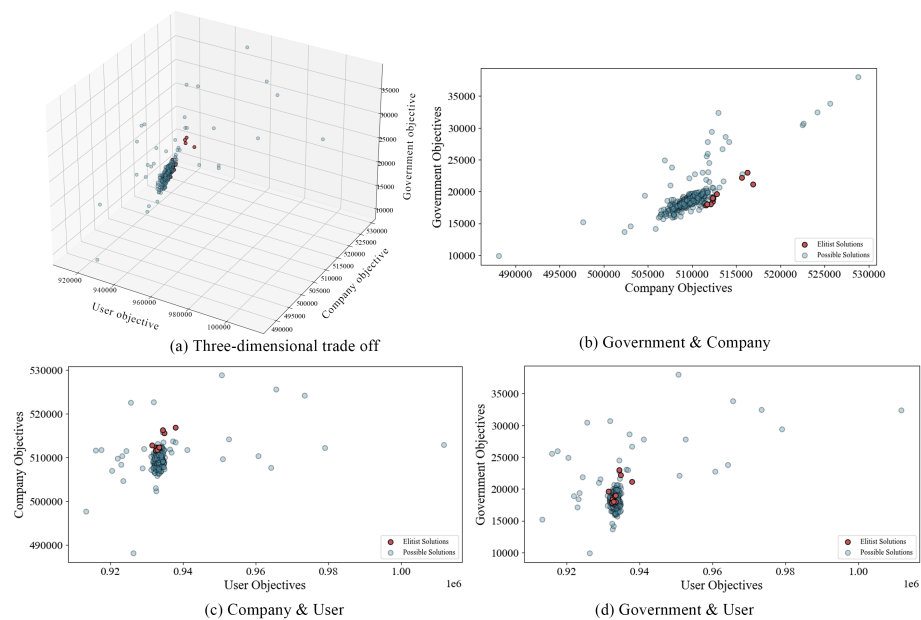 35000
30000
25000
20000
15000
10000
Government objective
530000
525000
520000
515000
510000
505000
500000
495000
490000
Company objective
920000
940000
960000
980000
100000
User objective
(a) Three-dimensional trade off
Government Objectives
35000
30000
25000
20000
15000
10000
Elitist Solutions
Possible Solutions
490000 495000 500000 505000 510000 515000 520000 525000 530000
Company Objectives
(b) Government & Company
Company Objectives
530000
520000
510000
500000
490000
Elitist Solutions
Possible Solutions
0.92 0.94 0.96 0.98 1.00
User Objectives 1e6
(c) Company & User
Government Objectives
35000
30000
25000
20000
15000
10000
Elitist Solutions
Possible Solutions
0.92 0.94 0.96 0.98 1.00
User Objectives 1e6
(d) Government & User